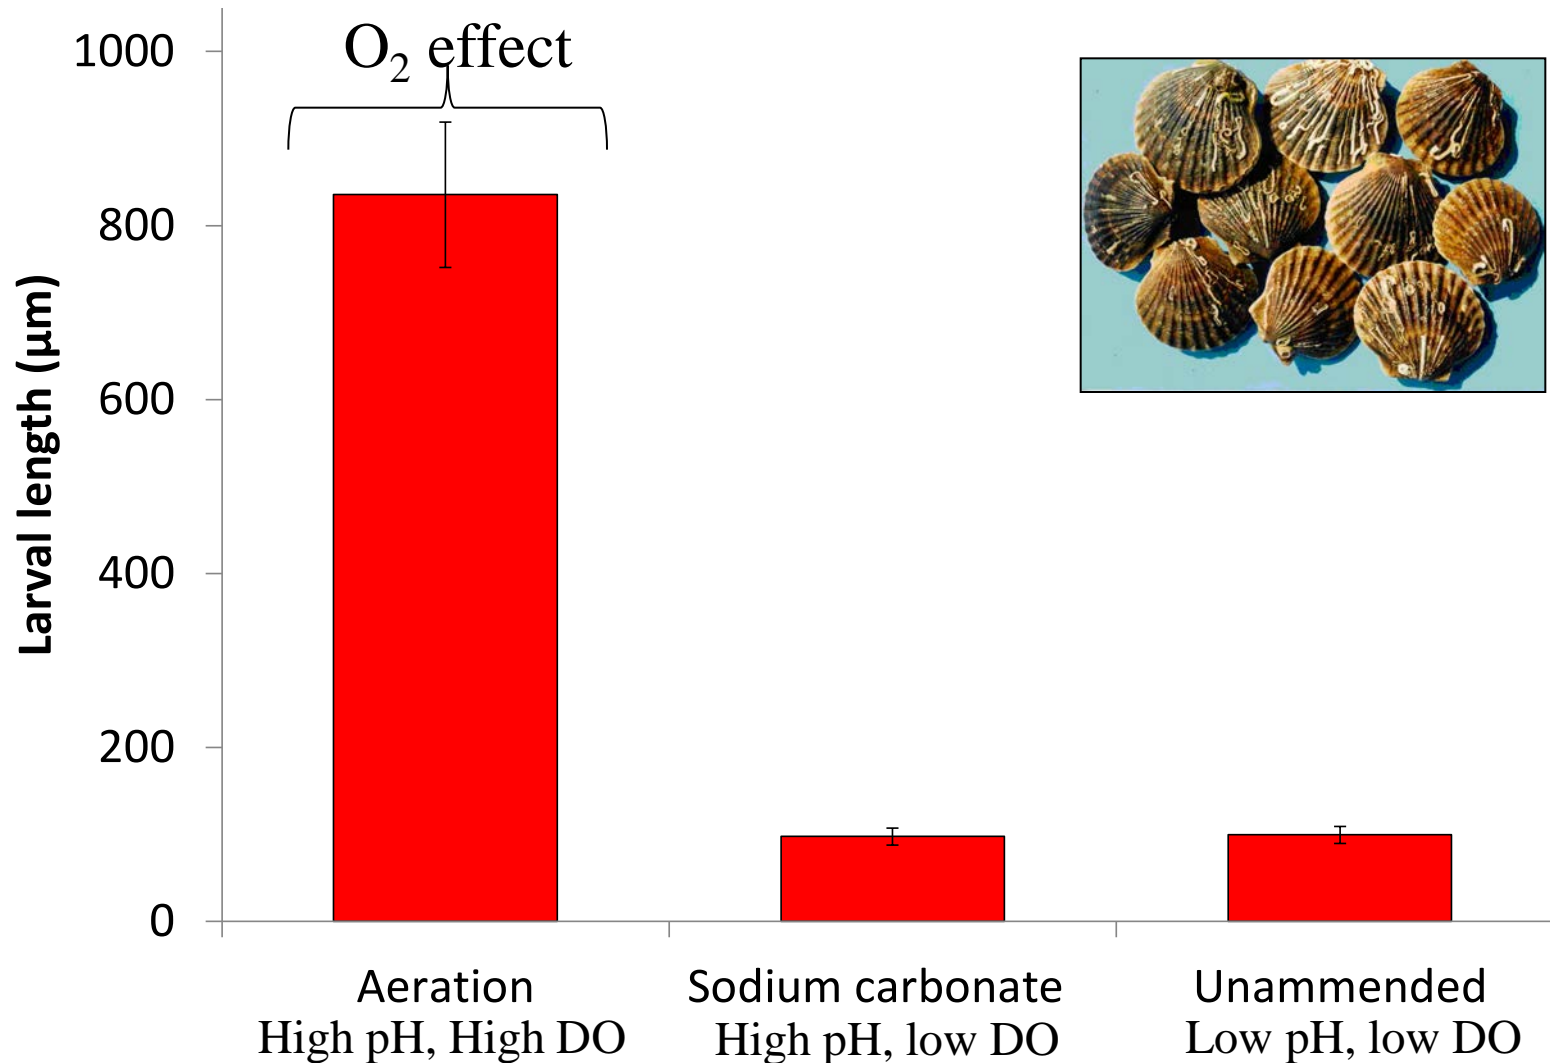 O₂ effect
Larval length (µm)
1000
800
600
400
200
0
Aeration
High pH, High DO
Sodium carbonate
High pH, low DO
Unammended
Low pH, low DO